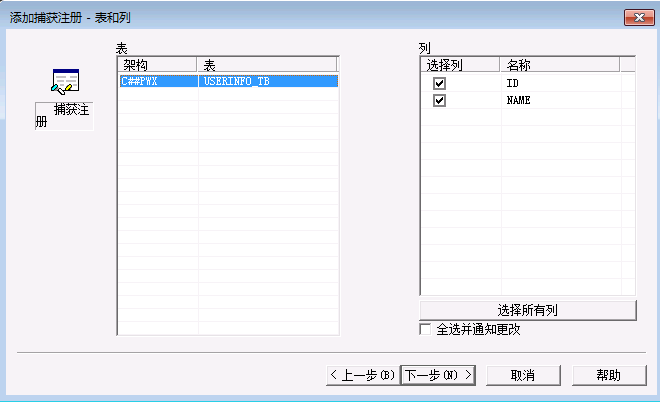 添加捕获注册 - 表和列
捕获注
册
表
架构 表
C##PWX USERINFO_TB
列
选择列 名称
ID
NAME
选择所有列
全选并通知更改
< 上一步(B) 下一步(N) > 取消 帮助